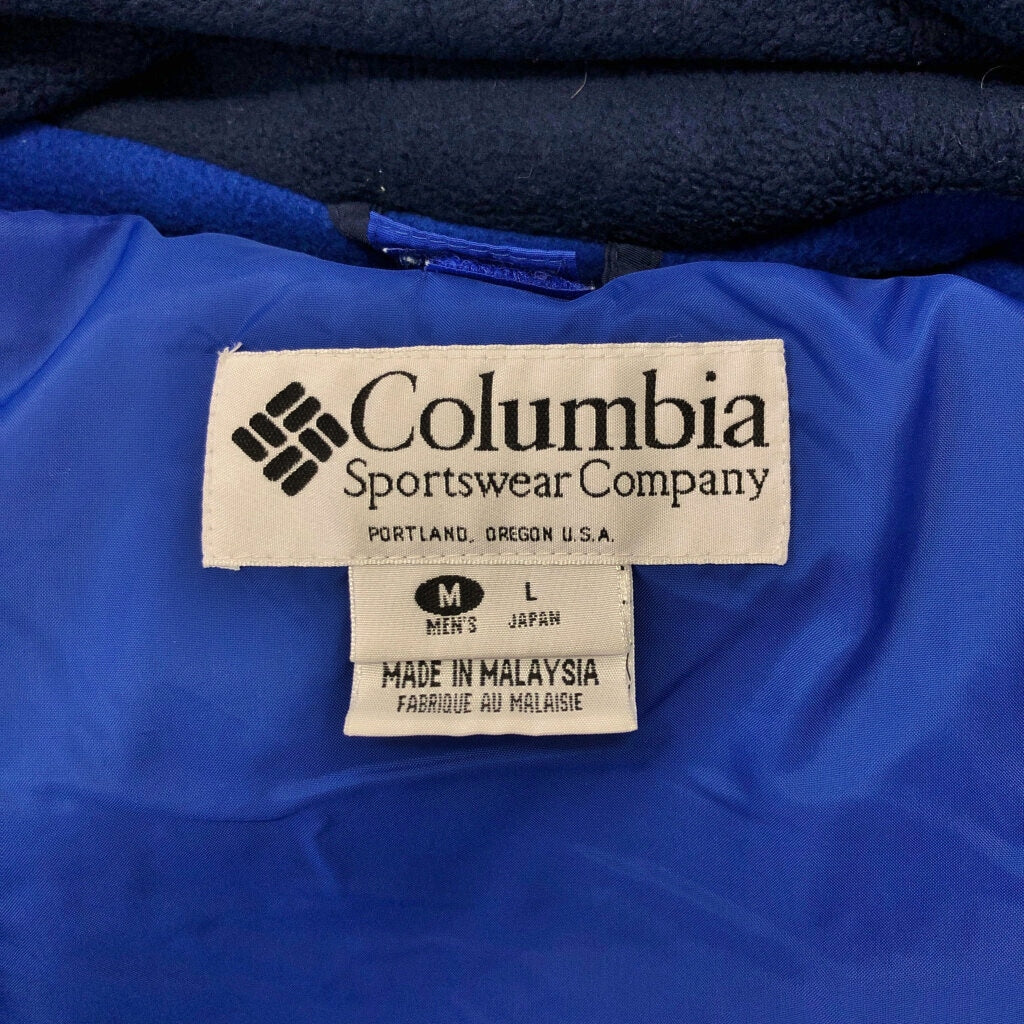 Columbia
Sportswear Company
PORTLAND, OREGON U.S.A.
M L
MEN'S JAPAN
MADE IN MALAYSIA
FABRIQUE AU MALAISIE